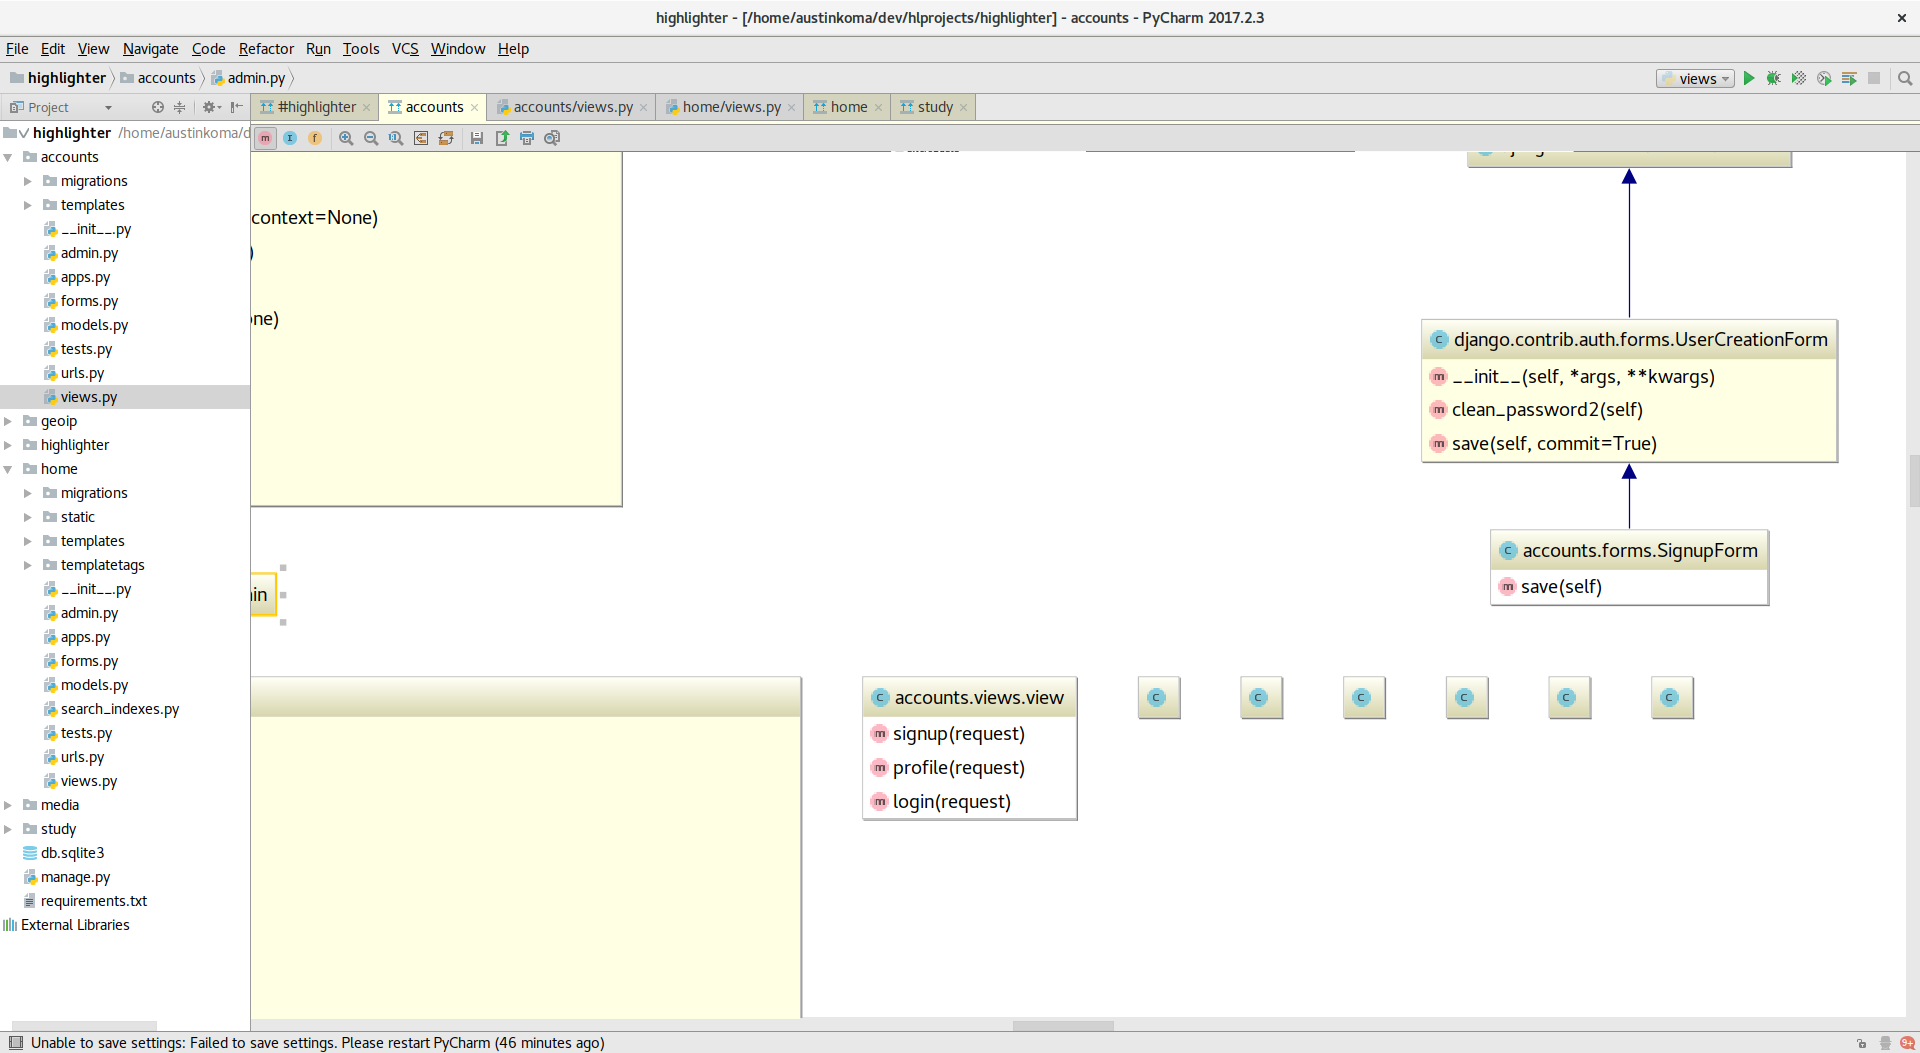 highlighter - [/home/austinkoma/dev/hlprojects/highlighter] - accounts - PyCharm 2017.2.3
File Edit View Navigate Code Refactor Run Tools VCS Window Help
highlighter accounts admin.py
views
Project
#highlighter accounts accounts/views.py home/views.py home study
highlighter /home/austinkoma/d
accounts
migrations
templates
__init__.py
admin.py
apps.py
forms.py
models.py
tests.py
urls.py
views.py
geoip
highlighter
home
migrations
static
templates
templatetags
__init__.py
admin.py
apps.py
forms.py
models.py
search_indexes.py
tests.py
urls.py
views.py
media
study
db.sqlite3
manage.py
requirements.txt
External Libraries
m I f
context=None)
)
ne)
in
C django.contrib.auth.forms.UserCreationForm
m __init__(self, *args, **kwargs)
m clean_password2(self)
m save(self, commit=True)
C accounts.forms.SignupForm
m save(self)
C accounts.views.view
m signup(request)
m profile(request)
m login(request)
C C C C C C
Unable to save settings: Failed to save settings. Please restart PyCharm (46 minutes ago)
9+